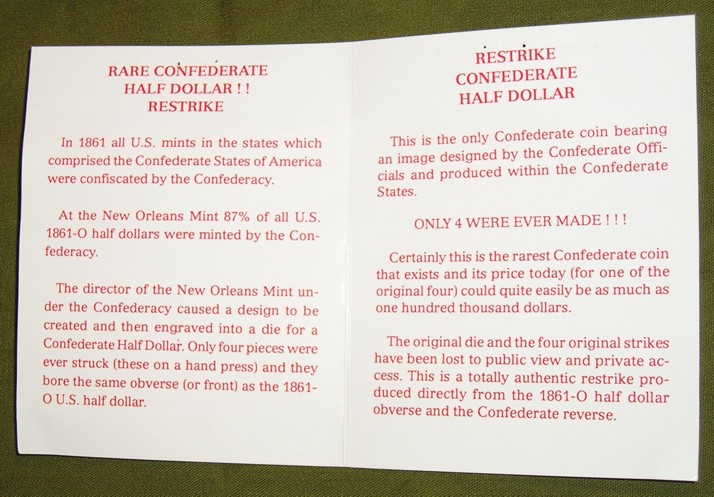 RARE CONFEDERATE
HALF DOLLAR ! !
RESTRIKE
In 1861 all U.S. mints in the states which
comprised the Confederate States of America
were confiscated by the Confederacy.
At the New Orleans Mint 87% of all U.S.
1861-O half dollars were minted by the Con-
federacy.
The director of the New Orleans Mint un-
der the Confederacy caused a design to be
created and then engraved into a die for a
Confederate Half Dollar. Only four pieces were
ever struck (these on a hand press) and they
bore the same obverse (or front) as the 1861-
O U.S. half dollar.
RESTRIKE
CONFEDERATE
HALF DOLLAR
This is the only Confederate coin bearing
an image designed by the Confederate Offi-
cials and produced within the Confederate
States.
ONLY 4 WERE EVER MADE ! ! !
Certainly this is the rarest Confederate coin
that exists and its price today (for one of the
original four) could quite easily be as much as
one hundred thousand dollars.
The original die and the four original strikes
have been lost to public view and private ac-
cess. This is a totally authentic restrike pro-
duced directly from the 1861-O half dollar
obverse and the Confederate reverse.